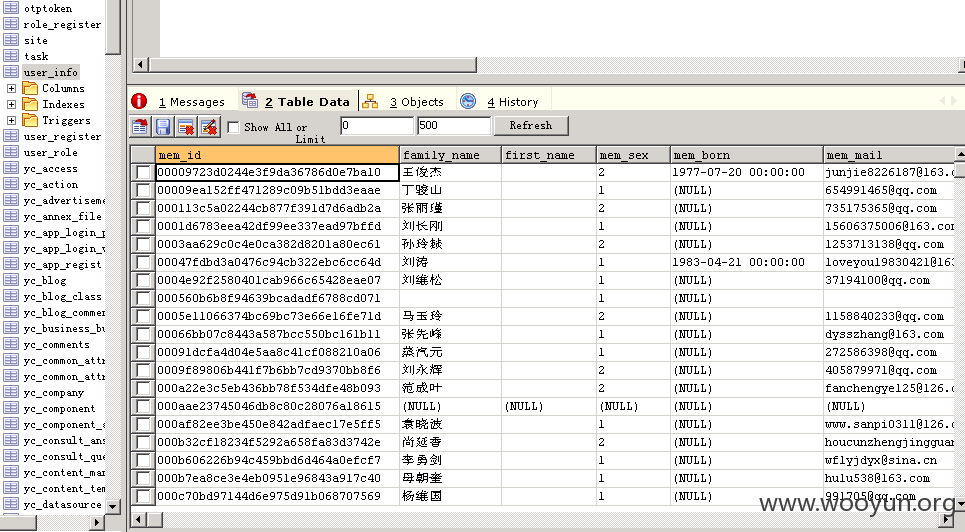 otptoken
role_register
site
task
user_info
Columns
Indexes
Triggers
user_register
user_role
yc_access
yc_action
yc_advertiseme
yc_annex_file
yc_app_login_p
yc_app_login_v
yc_app_regist
yc_blog
yc_blog_class
yc_blog_commer
yc_business_bu
yc_comments
yc_common_attr
yc_common_attr
yc_company
yc_component
yc_component_a
yc_consult_ans
yc_consult_que
yc_content_man
yc_content_tem
yc_datasource
1 Messages 2 Table Data 3 Objects 4 History
Show All or Limit 0 500 Refresh
mem_id family_name first_name mem_sex mem_born mem_mail
00009723d0244e3f9da36786d0e7ba10 王俊杰 2 1977-07-20 00:00:00 junjie8226187@163.c
00009ea152ff471289c09b51bdd3eaae 丁骏山 1 (NULL) 654991465@qq.com
000113c5a02244cb877f391d7d6adb2a 张丽瑾 2 (NULL) 735175365@qq.com
0001d6783eea42df99ee337ead97bffd 刘长刚 1 (NULL) 15606375006@163.com
0003aa629c0c4e0ca382d8201a80ec61 2 (NULL) 1253713138@qq.com
00047fdbd3a0476c94cb322ebc6cc64d 刘涛 1 1983-04-21 00:00:00 loveyou19830421@163
0004e92f2580401cab966c65428eae07 刘继松 1 (NULL) 37194100@qq.com
000560b6b8f94639bcadadf6788cd071 1 (NULL)
0005e11066374bc69bc73e66e16fe71d 马玉玲 2 (NULL) 1158840233@qq.com
00066bb07c8443a587bcc550bc161b11 张先峰 1 (NULL) dysszhang@163.com
00091dcfa4d04e5aa8c41cf088210a06 蒸汽元 1 (NULL) 272586398@qq.com
0009f89806b441f7b6bb7cd9370bb8f6 刘永辉 2 (NULL) 405879971@qq.com
000a22e3c5eb436bb78f534dfe48b093 范成叶 2 (NULL) fanchengye125@126.c
000aae23745046db8c80c28076a18615 (NULL) (NULL) (NULL) (NULL) (NULL)
000af82ee3be450e842adfaec17e5ff5 袁晓波 1 (NULL) www.sanpi0311@126.c
000b32cf18234f5292a658fa83d3742e 尚延香 2 (NULL) houcunzhengjingguan
000b606226b94c459bbd6d464a0efcf7 李勇剑 1 (NULL) wflyjdyx@sina.cn
000b7ea8ce3e4eb0951e96843a917c40 母朝奎 1 (NULL) hulu538@163.com
000c70bd97144d6e975d91b068707569 杨继国 1 (NULL) 991705@qq.com
www.wooyun.org